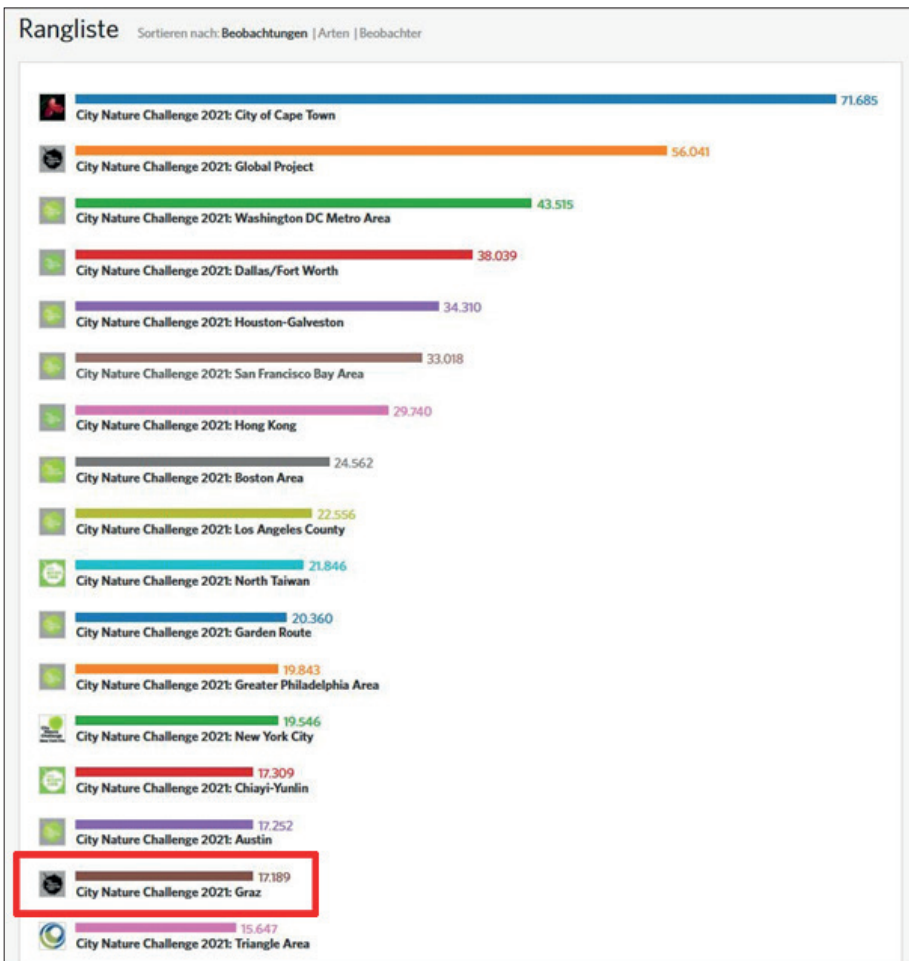 Rangliste Sortieren nach: Beobachtungen | Arten | Beobachter
71.685
City Nature Challenge 2021: City of Cape Town
56.041
City Nature Challenge 2021: Global Project
43.515
City Nature Challenge 2021: Washington DC Metro Area
38.039
City Nature Challenge 2021: Dallas/Fort Worth
34.310
City Nature Challenge 2021: Houston-Galveston
33.018
City Nature Challenge 2021: San Francisco Bay Area
29.740
City Nature Challenge 2021: Hong Kong
24.562
City Nature Challenge 2021: Boston Area
22.556
City Nature Challenge 2021: Los Angeles County
21.846
City Nature Challenge 2021: North Taiwan
20.360
City Nature Challenge 2021: Garden Route
19.843
City Nature Challenge 2021: Greater Philadelphia Area
19.546
City Nature Challenge 2021: New York City
17.309
City Nature Challenge 2021: Chiayi-Yunlin
17.252
City Nature Challenge 2021: Austin
17.189
City Nature Challenge 2021: Graz
15.647
City Nature Challenge 2021: Triangle Area